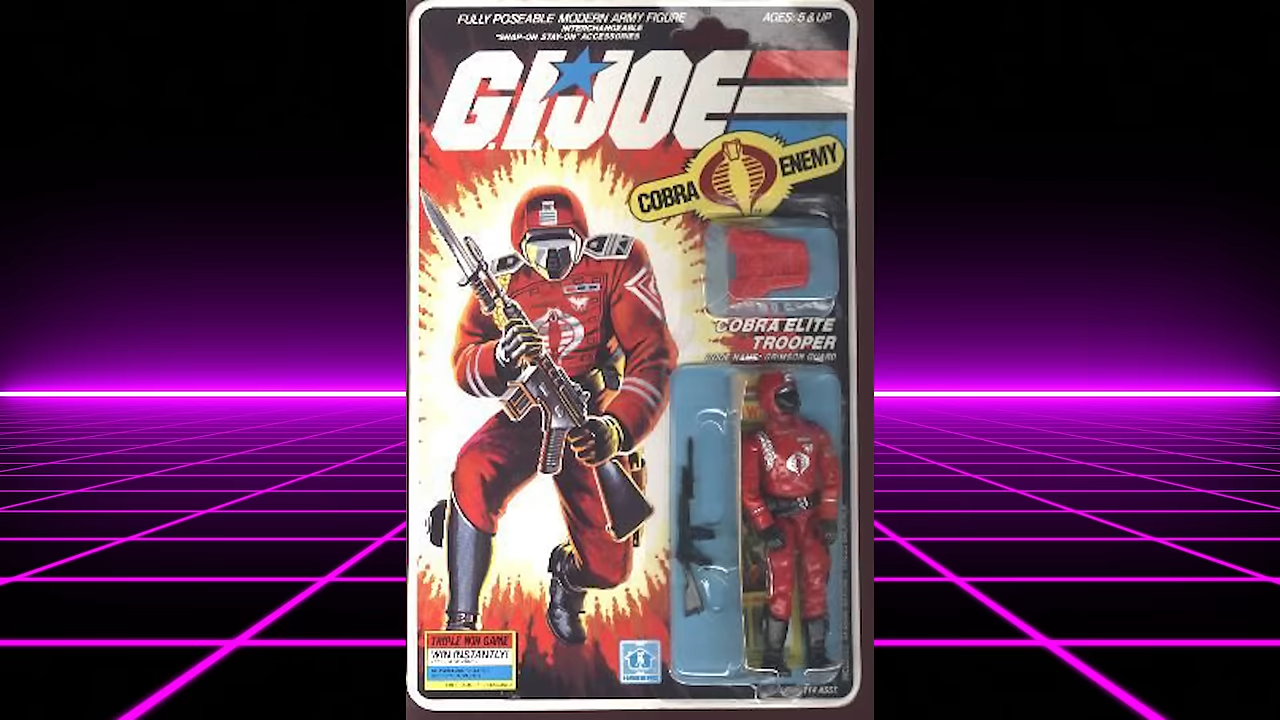 FULLY POSEABLE MODERN ARMY FIGURE
INTERCHANGEABLE
"SNAP-ON STAY-ON" ACCESSORIES
AGES: 5 & UP
G.I. JOE
COBRA ENEMY
COBRA ELITE
TROOPER
CODE NAME: CRIMSON GUARD
TRIPLE WIN GAME
WIN INSTANTLY!
ASST.